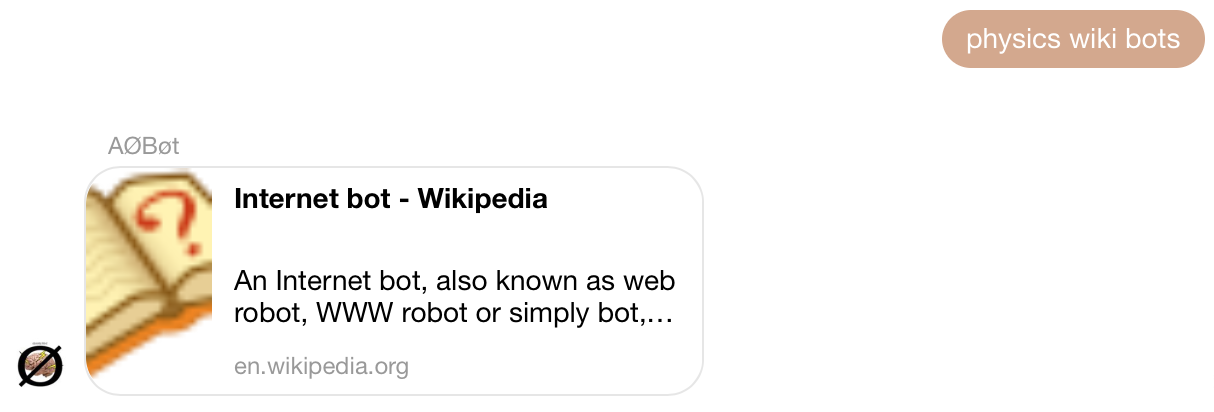 physics wiki bots
AØBøt
Internet bot - Wikipedia
An Internet bot, also known as web
robot, WWW robot or simply bot,...
en.wikipedia.org